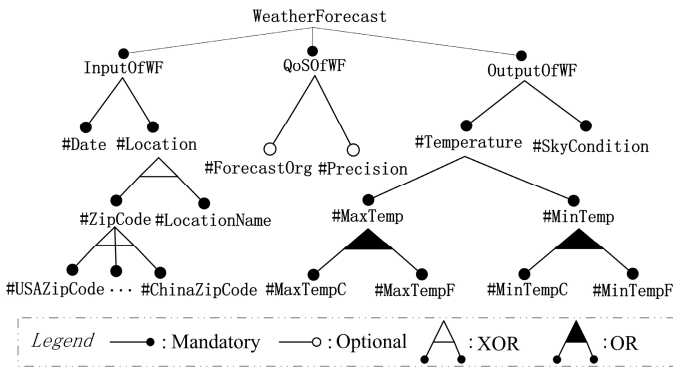 WeatherForecast
InputOfWF QoSOfWF OutputOfWF
#Date #Location #Temperature #SkyCondition
#ForecastOrg #Precision
#ZipCode #LocationName #MaxTemp #MinTemp
#USAZipCode ... #ChinaZipCode #MaxTempC #MaxTempF #MinTempC #MinTempF
Legend : Mandatory : Optional : XOR : OR